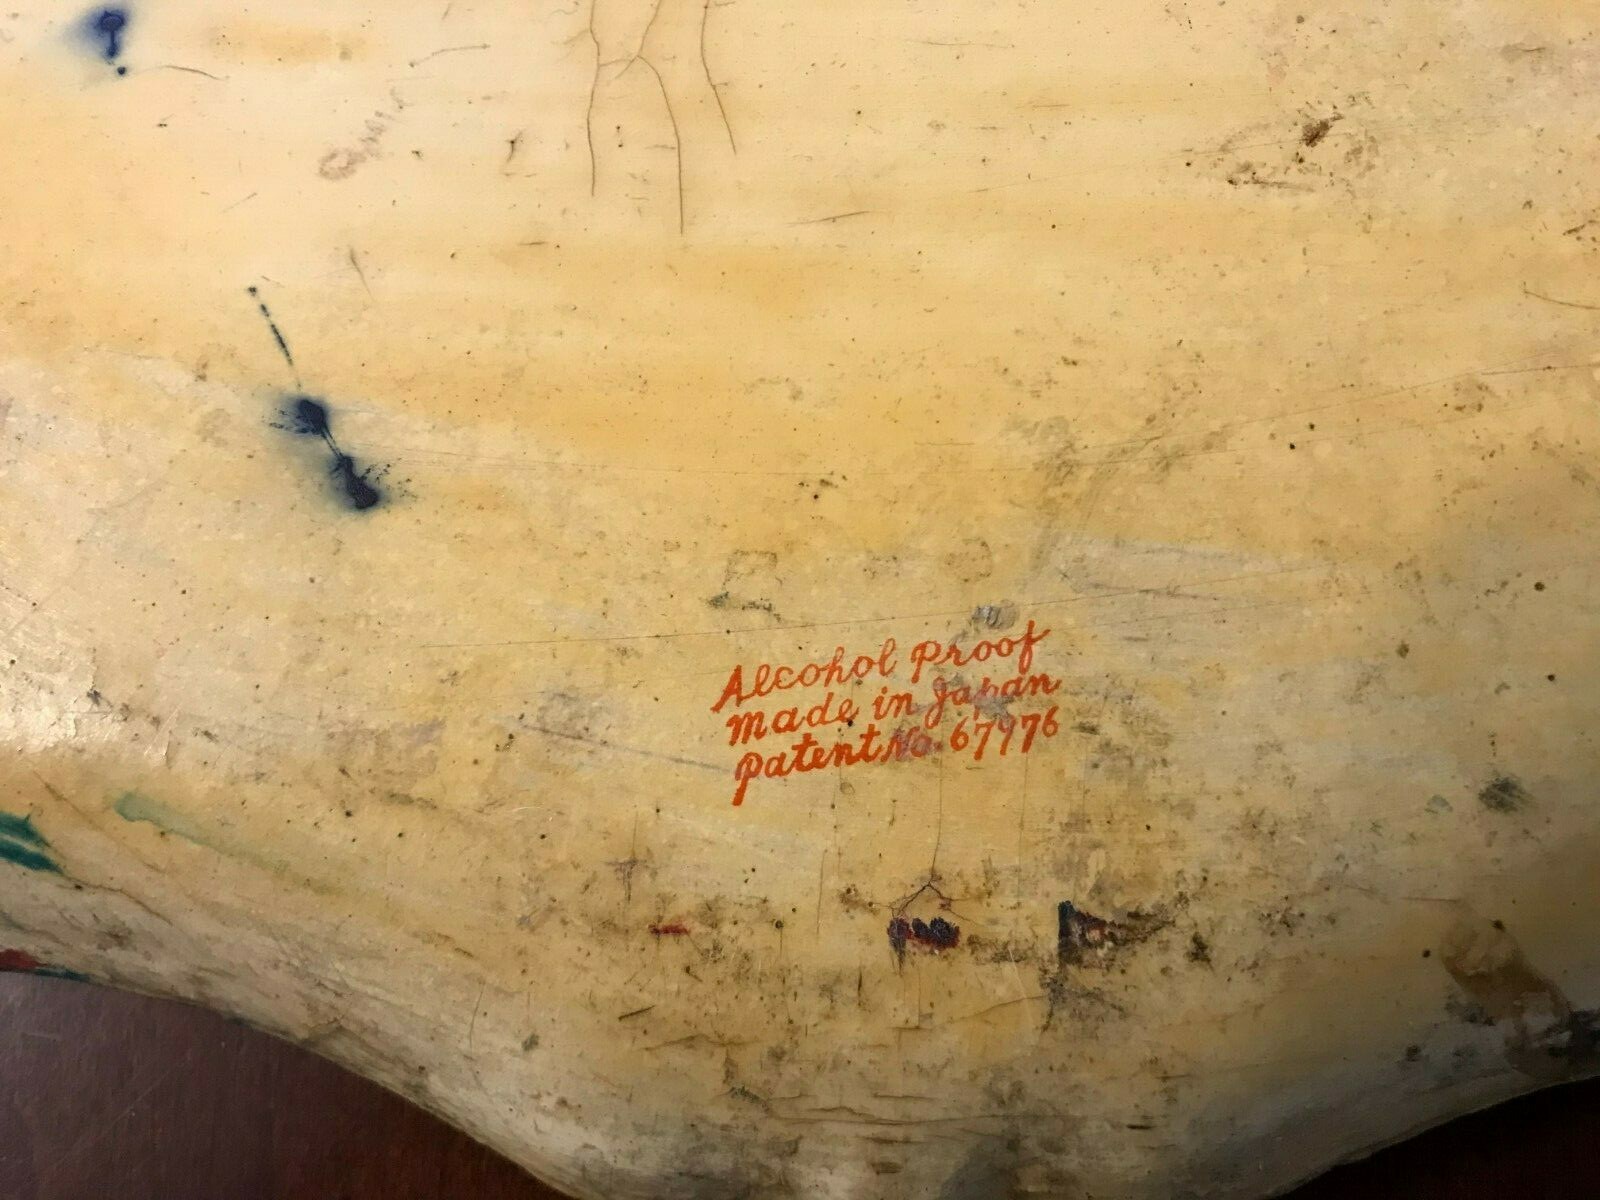 Alcohol proof
made in Japan
patent No. 67976